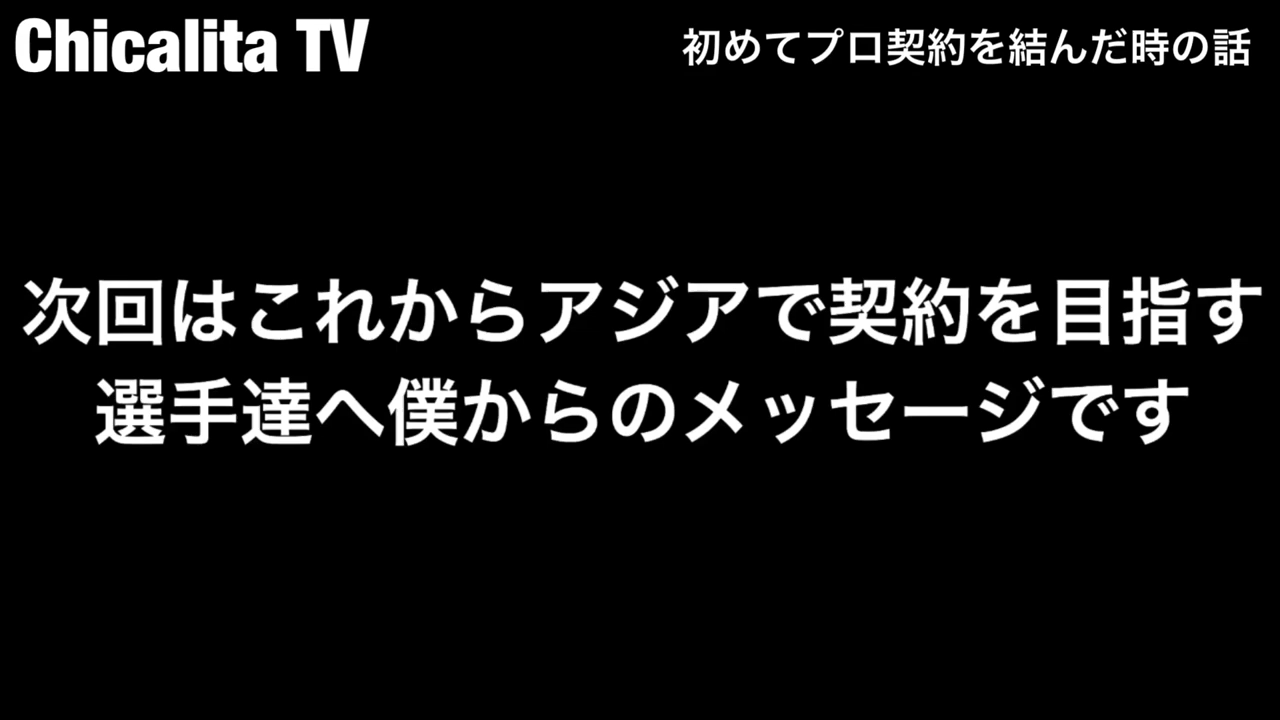 Chicalita TV
初めてプロ契約を結んだ時の話
次回はこれからアジアで契約を目指す
選手達へ僕からのメッセージです